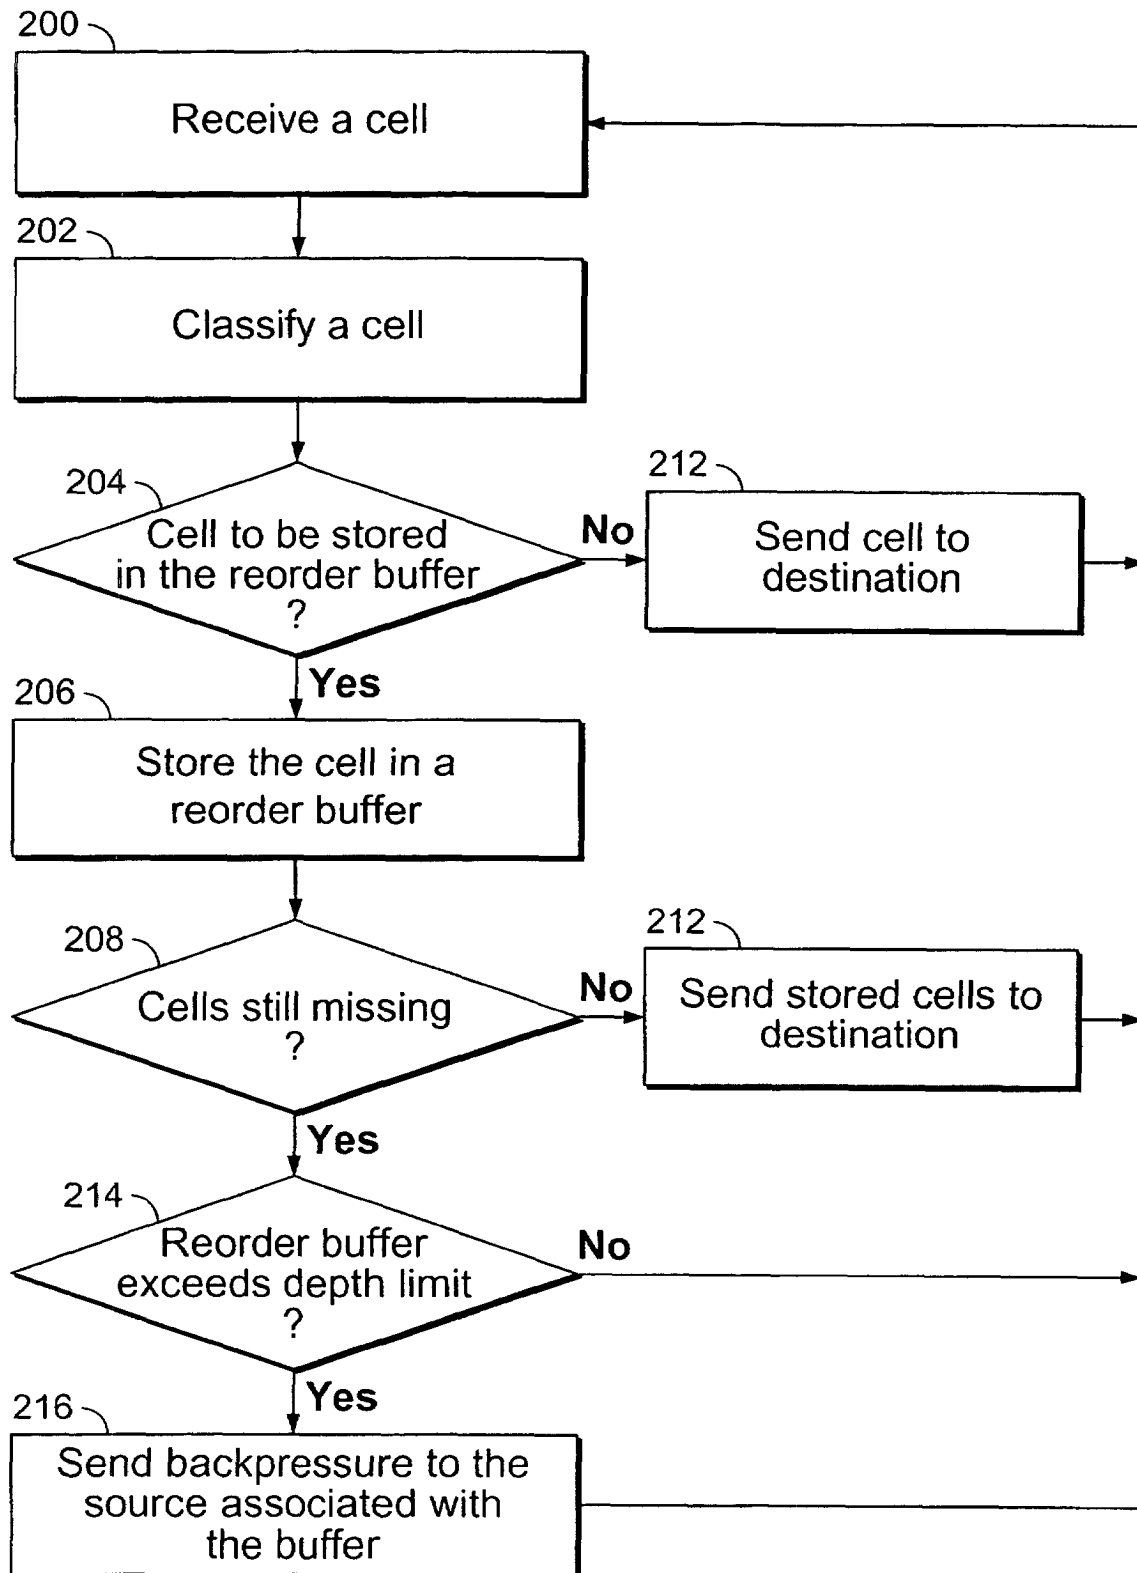 200
Receive a cell
202
Classify a cell
204
Cell to be stored
in the reorder buffer
?
No
212
Send cell to
destination
Yes
206
Store the cell in a
reorder buffer
208
Cells still missing
?
No
212
Send stored cells to
destination
Yes
214
Reorder buffer
exceeds depth limit
?
No
Yes
216
Send backpressure to the
source associated with
the buffer